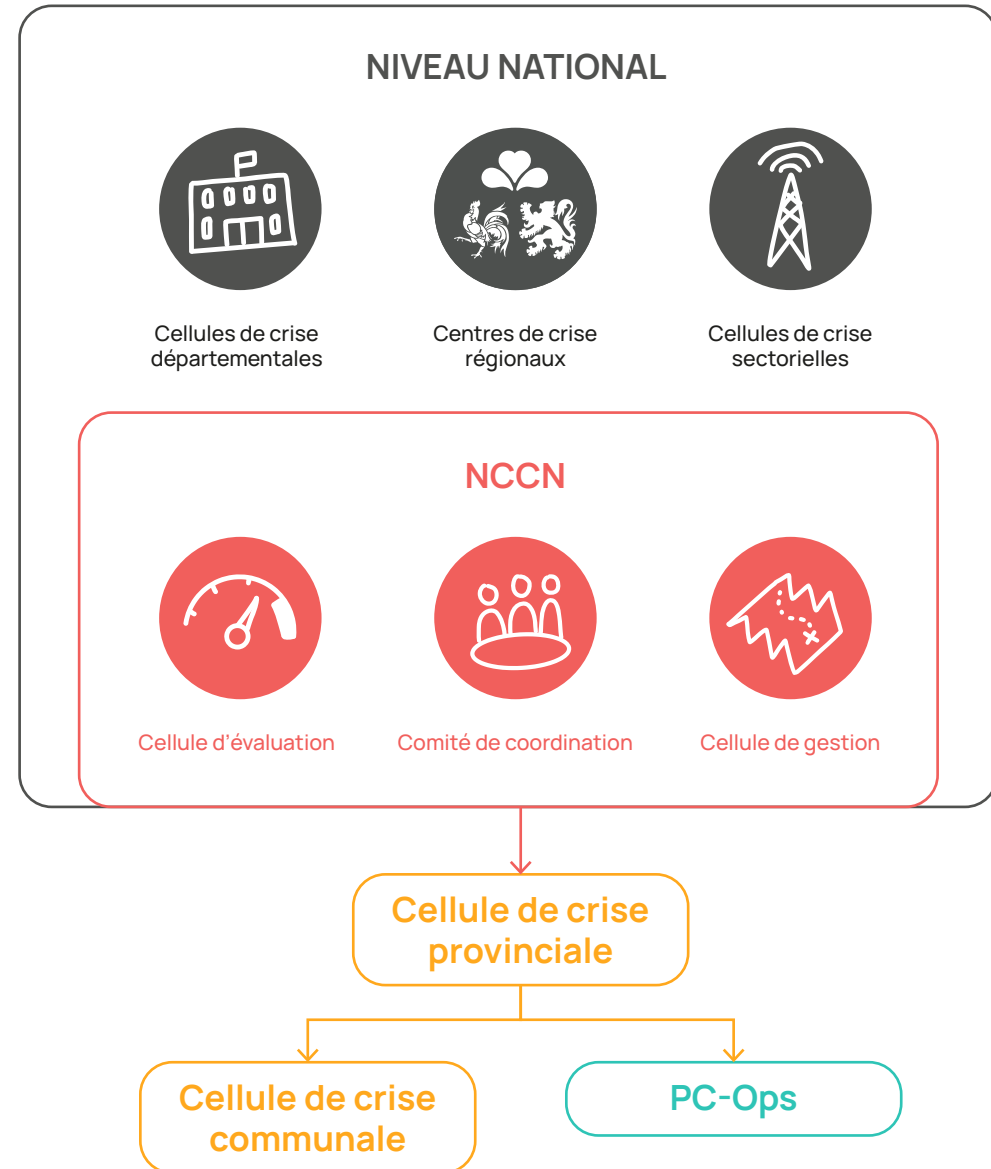 NIVEAU NATIONAL
Cellules de crise
départementales
Centres de crise
régionaux
Cellules de crise
sectorielles
NCCN
Cellule d’évaluation
Comité de coordination
Cellule de gestion
Cellule de crise
provinciale
Cellule de crise
communale
PC-Ops